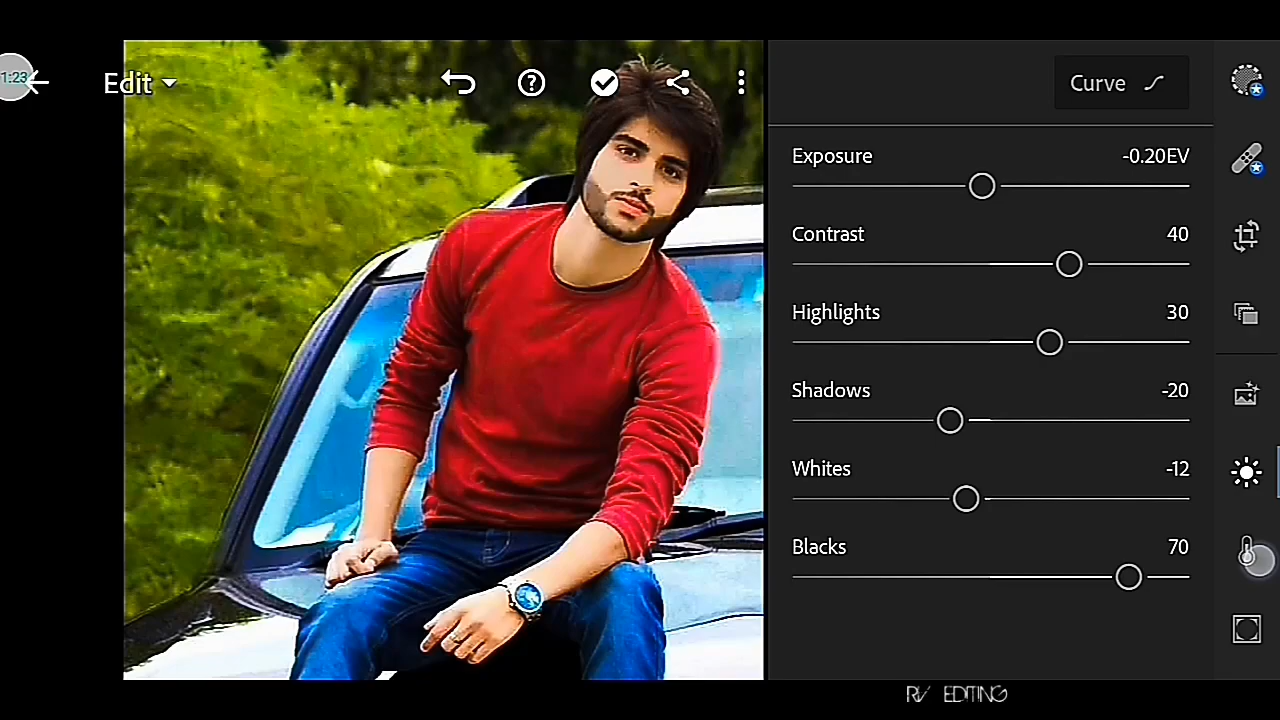 1:23
Edit
Curve
Exposure -0.20EV
Contrast 40
Highlights 30
Shadows -20
Whites -12
Blacks 70
RV EDITING